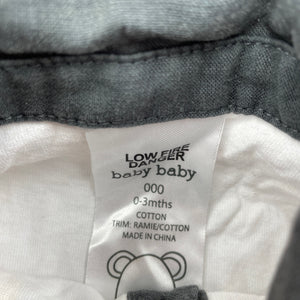 LOW FIRE
DANGER
baby baby
000
0-3mths
COTTON
TRIM: RAMIE/COTTON
MADE IN CHINA